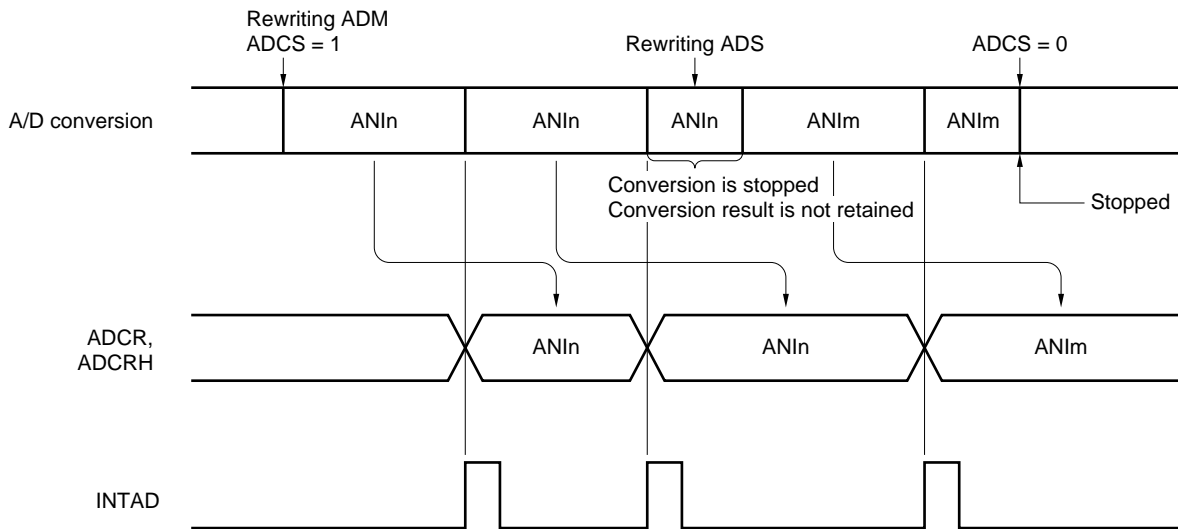 Rewriting ADM
ADCS = 1
Rewriting ADS
ADCS = 0
A/D conversion
ANIn
ANIn
ANIn
ANIm
ANIm
Conversion is stopped
Conversion result is not retained
Stopped
ADCR,
ADCRH
ANIn
ANIn
ANIm
INTAD